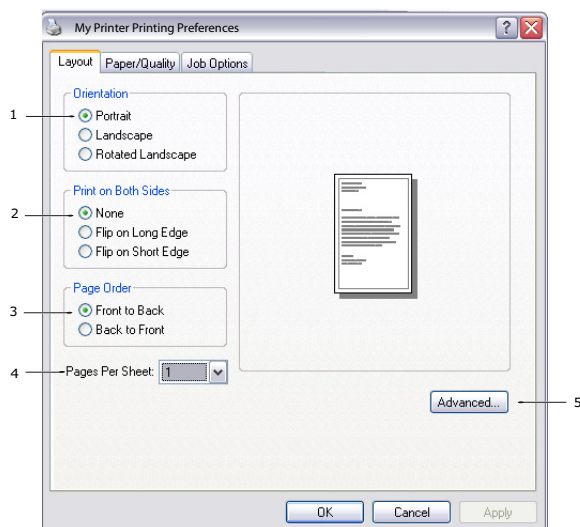 My Printer Printing Preferences
Layout Paper/Quality Job Options
Orientation
1 Portrait
Landscape
Rotated Landscape
Print on Both Sides
2 None
Flip on Long Edge
Flip on Short Edge
Page Order
3 Front to Back
Back to Front
4 Pages Per Sheet: 1
Advanced... 5
OK Cancel Apply